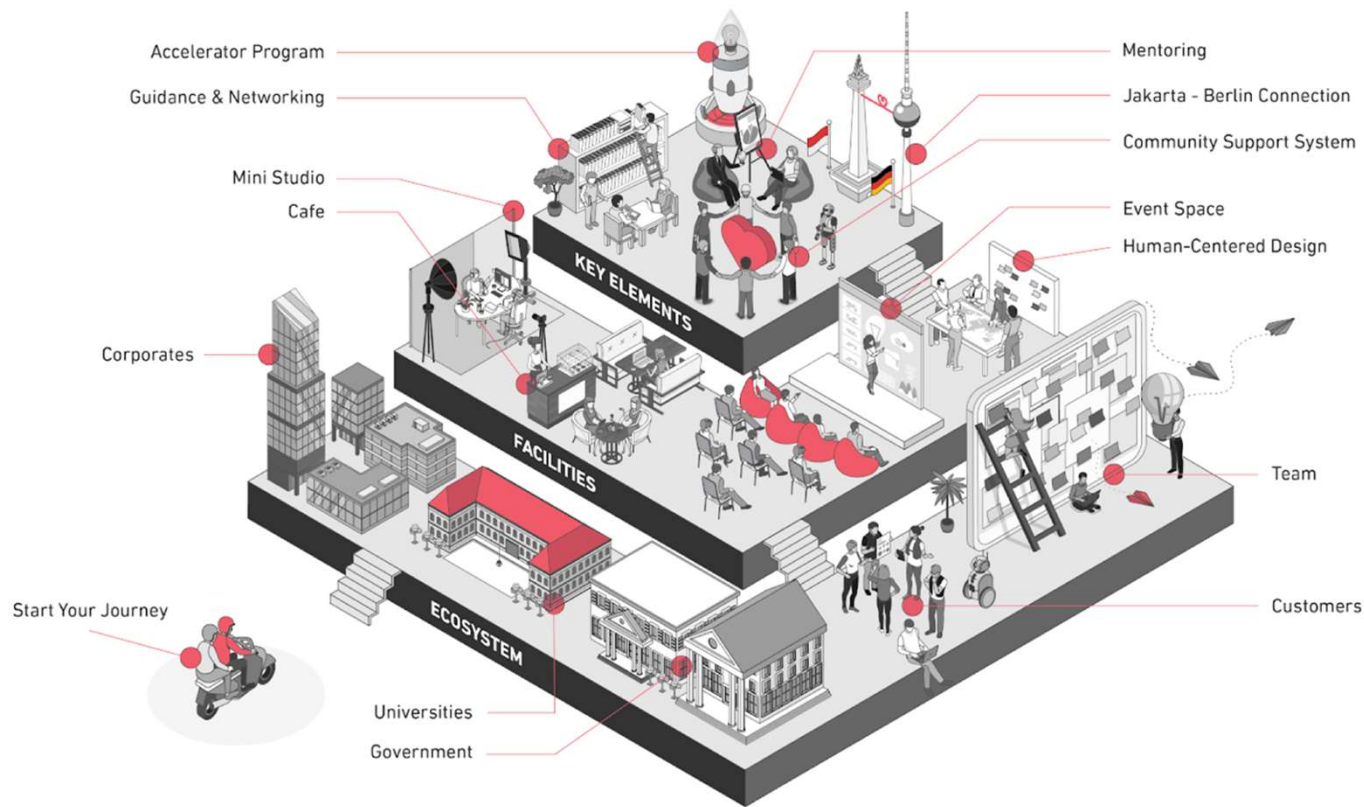 Accelerator Program
Guidance & Networking
Mini Studio
Cafe
Corporates
Start Your Journey
Universities
Government
Mentoring
Jakarta - Berlin Connection
Community Support System
Event Space
Human-Centered Design
Team
Customers
KEY ELEMENTS
FACILITIES
ECOSYSTEM